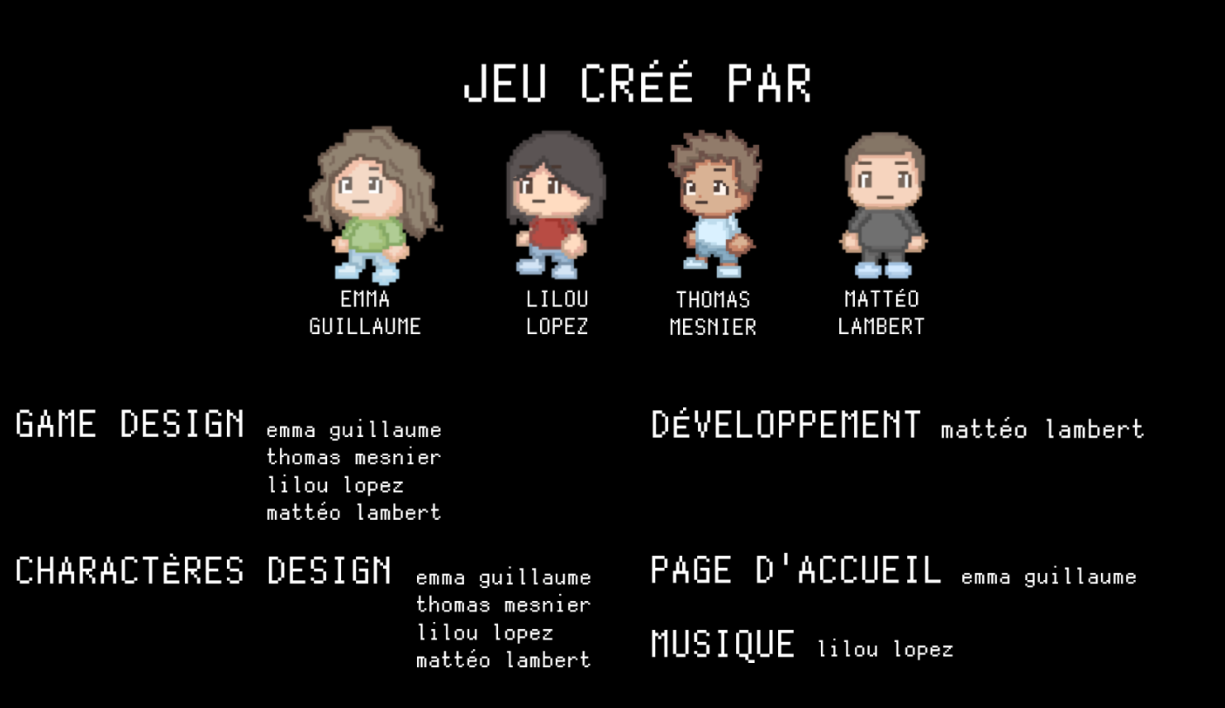 JEU CRÉÉ PAR
EMMA
GUILLAUME
LILOU
LOPEZ
THOMAS
MESNIER
MATTÉO
LAMBERT
GAME DESIGN emma guillaume
thomas mesnier
lilou lopez
mattéo lambert
DÉVELOPPEMENT mattéo lambert
CHARACTÈRES DESIGN emma guillaume
thomas mesnier
lilou lopez
mattéo lambert
PAGE D'ACCUEIL emma guillaume
MUSIQUE lilou lopez